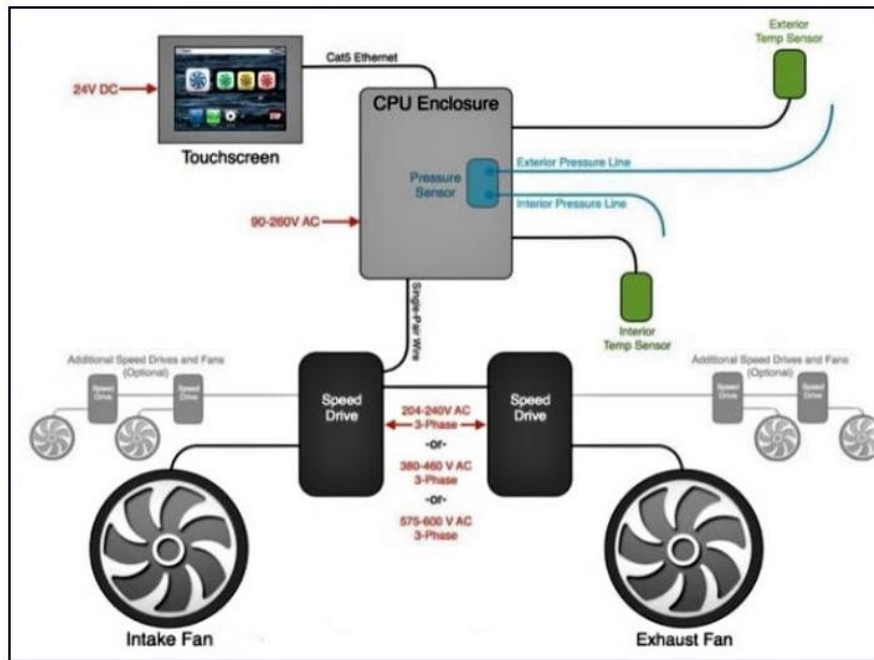 Exterior
Temp Sensor
Cat5 Ethernet
CPU Enclosure
24V DC
Touchscreen
Exterior Pressure Line
Pressure
Sensor
Interior Pressure Line
90-260V AC
Single-Pair Wire
Interior
Temp Sensor
Additional Speed Drives and Fans
(Optional)
Speed
Drive
Speed
Drive
Speed
Drive
Speed
Drive
Additional Speed Drives and Fans
(Optional)
Speed
Drive
Speed
Drive
204-240V AC
3-Phase
-or-
380-460 V AC
3-Phase
-or-
575-600 V AC
3-Phase
Intake Fan
Exhaust Fan